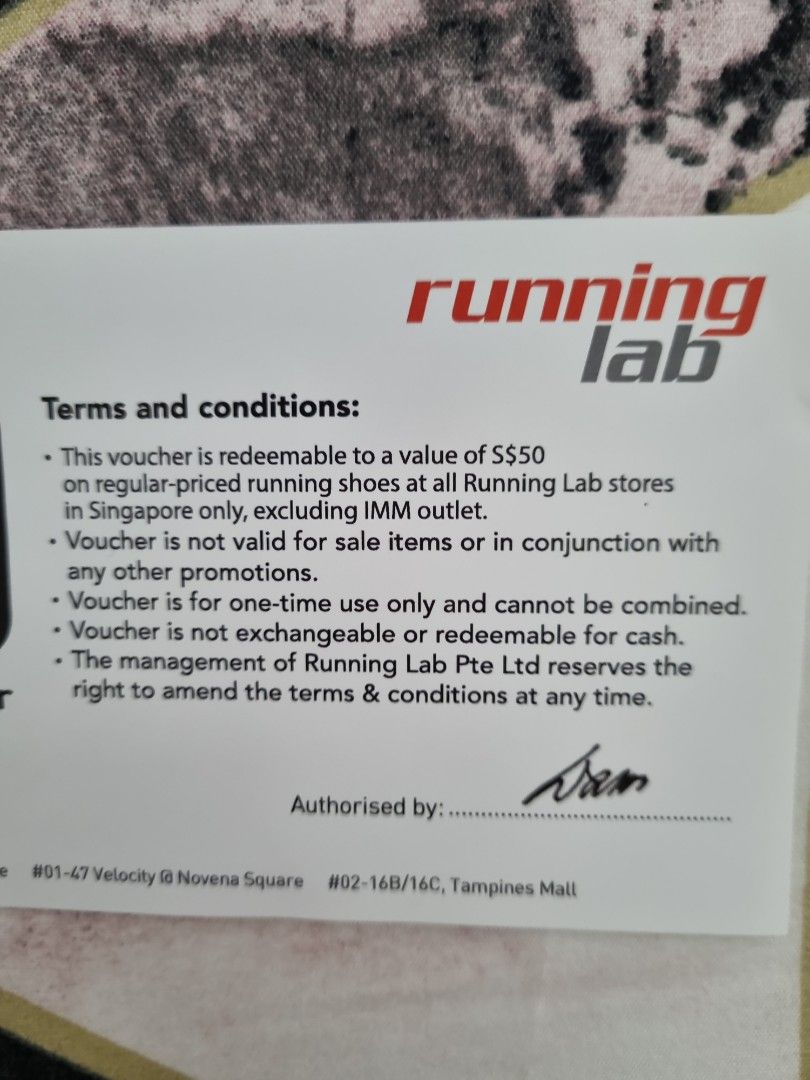 running
lab
Terms and conditions:
• This voucher is redeemable to a value of S$50
on regular-priced running shoes at all Running Lab stores
in Singapore only, excluding IMM outlet.
• Voucher is not valid for sale items or in conjunction with
any other promotions.
• Voucher is for one-time use only and cannot be combined.
• Voucher is not exchangeable or redeemable for cash.
• The management of Running Lab Pte Ltd reserves the
right to amend the terms & conditions at any time.
Authorised by:
#01-47 Velocity @ Novena Square #02-16B/16C, Tampines Mall